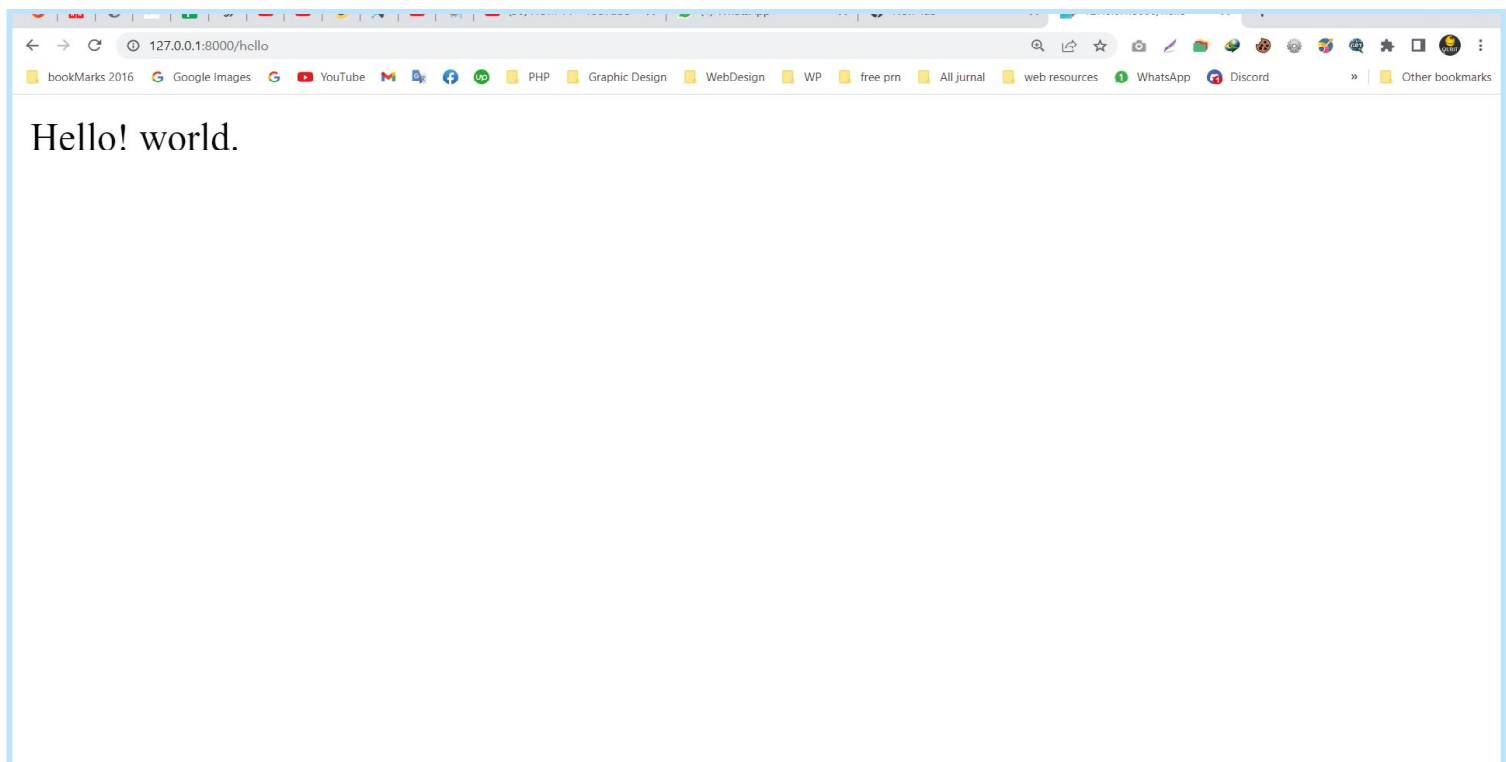 127.0.0.1:8000/hello
bookMarks 2016 Google Images YouTube PHP Graphic Design WebDesign WP free prn All jurnal web resources WhatsApp Discord » Other bookmarks
Hello! world.